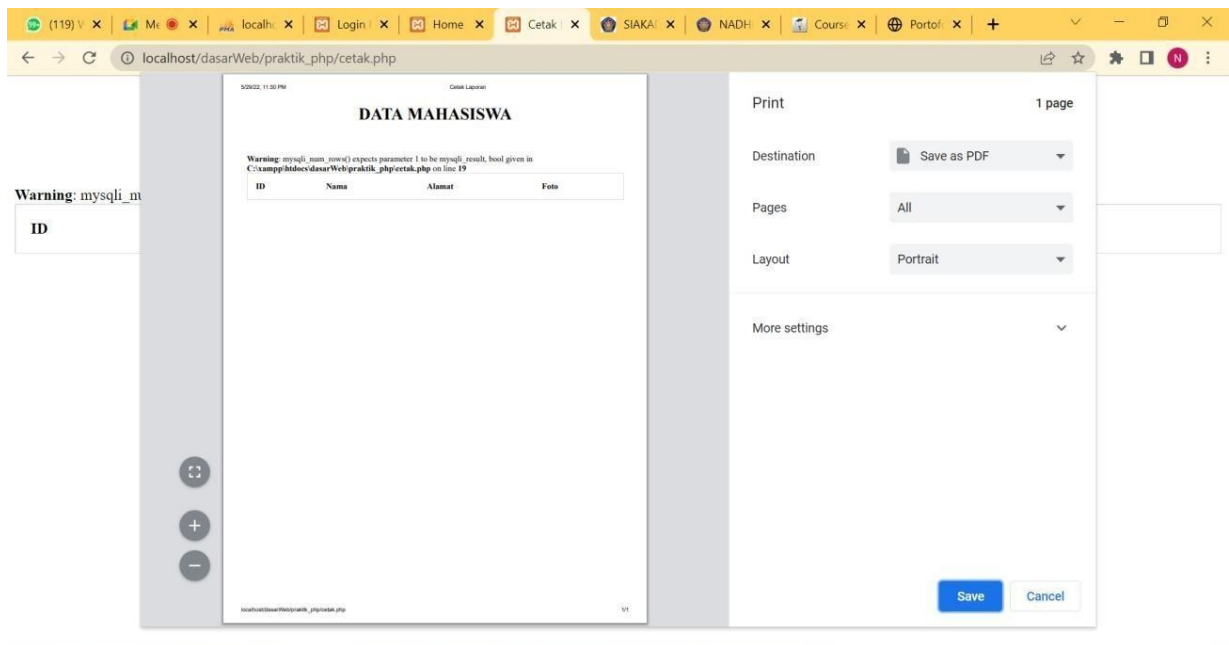 (119) V
Me
localho
Login |
Home
Cetak |
SIAKA
NADH
Course
Portofo
localhost/dasarWeb/praktik_php/cetak.php
N
Warning: mysqli_nu
ID
5/29/22, 11:30 PM Cetak Laporan
DATA MAHASISWA
Warning: mysqli_num_rows() expects parameter 1 to be mysqli_result, bool given in
C:\xampp\htdocs\dasarWeb\praktik_php\cetak.php on line 19
ID Nama Alamat Foto
localhost/dasarWeb/praktik_php/cetak.php 1/1
Print 1 page
Destination Save as PDF
Pages All
Layout Portrait
More settings
Save Cancel